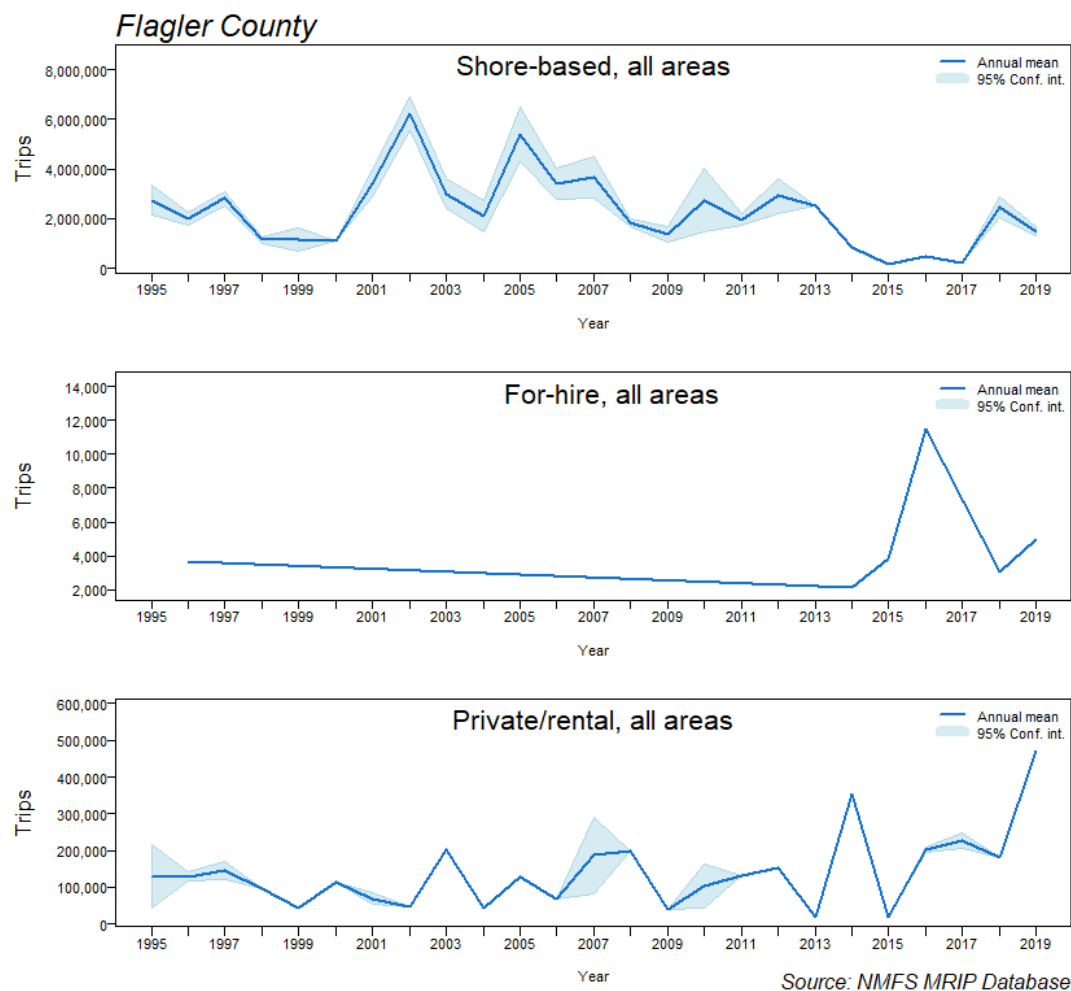 Flagler County
Shore-based, all areas
Annual mean
95% Conf. int.
Trips
8,000,000
6,000,000
4,000,000
2,000,000
0
1995 1997 1999 2001 2003 2005 2007 2009 2011 2013 2015 2017 2019
Year
For-hire, all areas
Annual mean
95% Conf. int.
Trips
14,000
12,000
10,000
8,000
6,000
4,000
2,000
1995 1997 1999 2001 2003 2005 2007 2009 2011 2013 2015 2017 2019
Year
Private/rental, all areas
Annual mean
95% Conf. int.
Trips
600,000
500,000
400,000
300,000
200,000
100,000
0
1995 1997 1999 2001 2003 2005 2007 2009 2011 2013 2015 2017 2019
Year
Source: NMFS MRIP Database